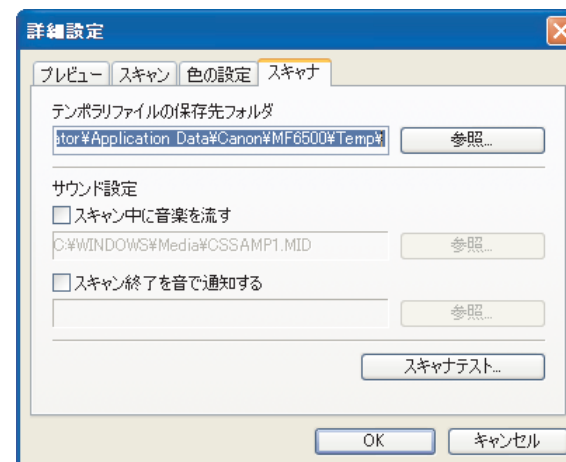 詳細設定
プレビュー スキャン 色の設定 スキャナ
テンポラリファイルの保存先フォルダ
ator¥Application Data¥Canon¥MF6500¥Temp¥ 参照...
サウンド設定
スキャン中に音楽を流す
C:¥WINDOWS¥Media¥CSSAMP1.MID 参照...
スキャン終了を音で通知する
参照...
スキャナテスト...
OK キャンセル